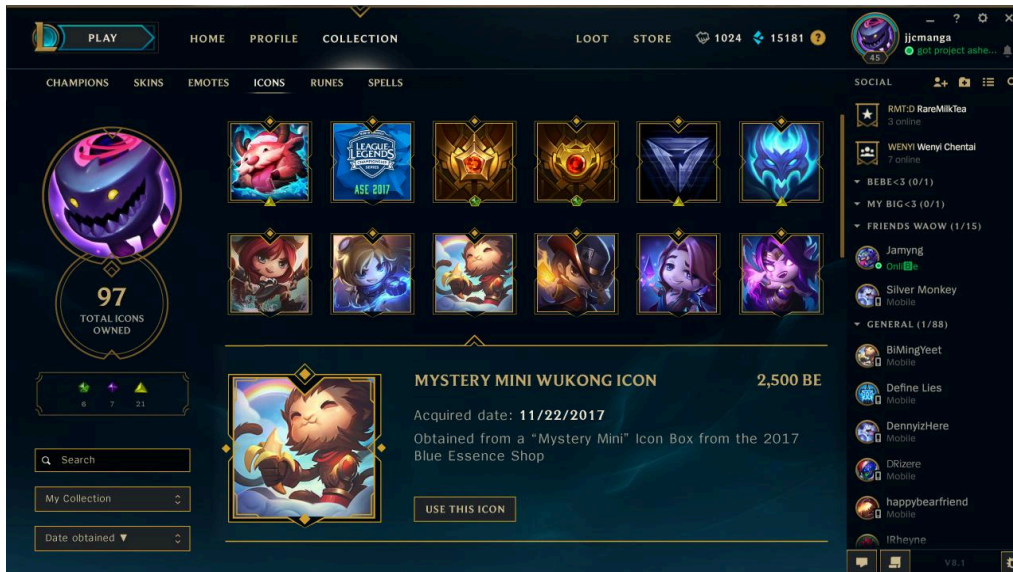 PLAY
HOME
PROFILE
COLLECTION
LOOT
STORE
1024
15181
?
?
45
jjcmanga
got project ashe...
CHAMPIONS
SKINS
EMOTES
ICONS
RUNES
SPELLS
97
TOTAL ICONS
OWNED
6
7
21
Search
My Collection
Date obtained ▼
LEAGUE OF
LEGENDS
CHAMPIONSHIP
SERIES
ASE 2017
MYSTERY MINI WUKONG ICON
2,500 BE
Acquired date: 11/22/2017
Obtained from a "Mystery Mini" Icon Box from the 2017
Blue Essence Shop
USE THIS ICON
SOCIAL
RMT:D RareMilkTea
3 online
WENYI Wenyi Chentai
7 online
BEBE<3 (0/1)
MY BIG<3 (0/1)
FRIENDS WAOW (1/15)
Jamyng
Online
Silver Monkey
Mobile
GENERAL (1/88)
BiMingYeet
Mobile
Define Lies
Mobile
DennyizHere
Mobile
DRizere
Mobile
happybearfriend
Mobile
IRheyne
V8.1